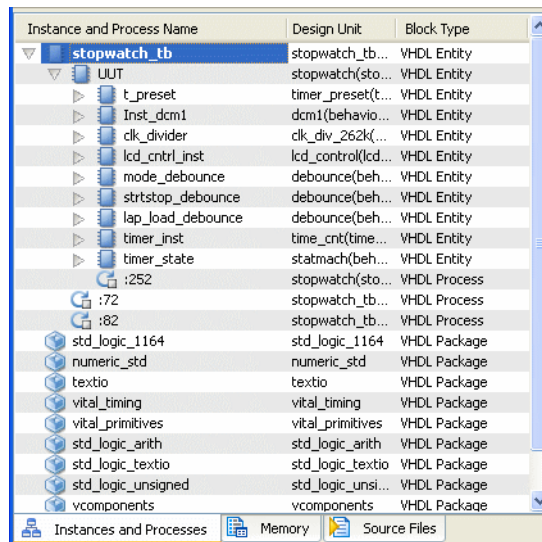 Instance and Process Name Design Unit Block Type
stopwatch_tb stopwatch_tb... VHDL Entity
UUT stopwatch(sto... VHDL Entity
t_preset timer_preset(t... VHDL Entity
Inst_dcm1 dcm1(behavio... VHDL Entity
clk_divider clk_div_262k(... VHDL Entity
lcd_cntrl_inst lcd_control(lcd... VHDL Entity
mode_debounce debounce(beh... VHDL Entity
strtstop_debounce debounce(beh... VHDL Entity
lap_load_debounce debounce(beh... VHDL Entity
timer_inst time_cnt(time... VHDL Entity
timer_state statmach(beh... VHDL Entity
:252 stopwatch(sto... VHDL Process
:72 stopwatch_tb... VHDL Process
:82 stopwatch_tb... VHDL Process
std_logic_1164 std_logic_1164 VHDL Package
numeric_std numeric_std VHDL Package
textio textio VHDL Package
vital_timing vital_timing VHDL Package
vital_primitives vital_primitives VHDL Package
std_logic_arith std_logic_arith VHDL Package
std_logic_textio std_logic_textio VHDL Package
std_logic_unsigned std_logic_unsi... VHDL Package
vcomponents vcomponents VHDL Package
Instances and Processes Memory Source Files